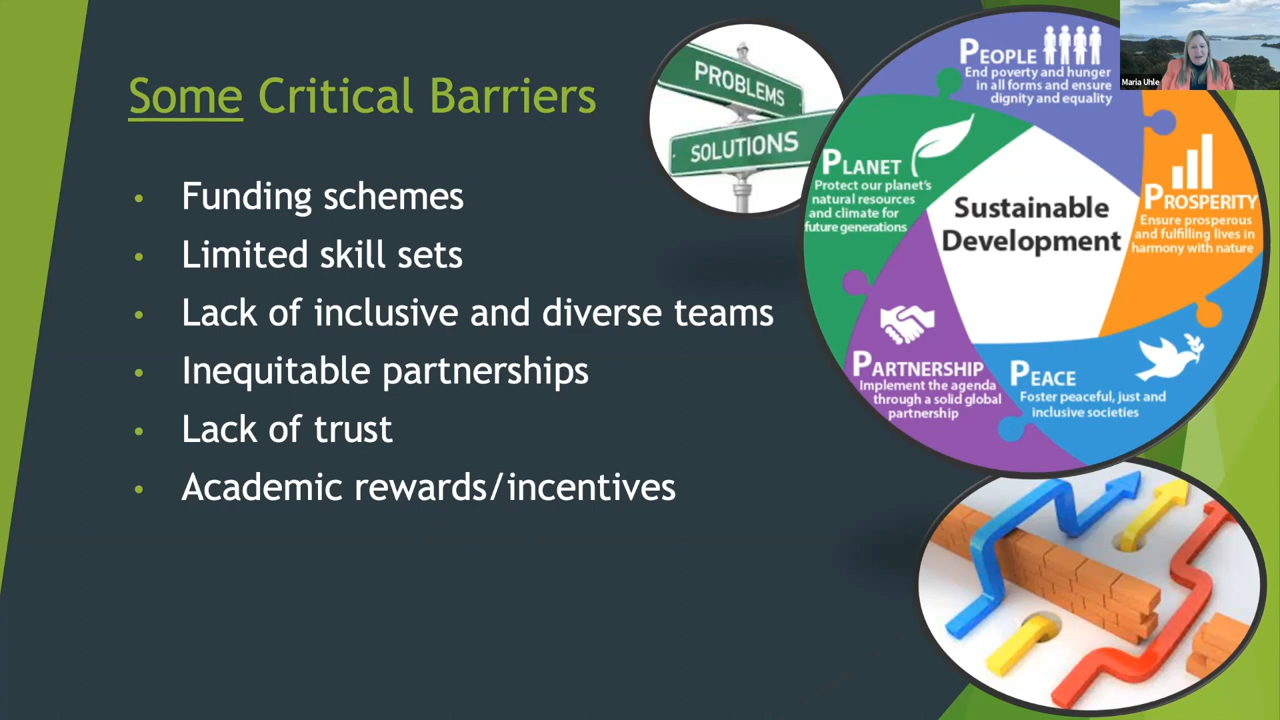 Some Critical Barriers
• Funding schemes
• Limited skill sets
• Lack of inclusive and diverse teams
• Inequitable partnerships
• Lack of trust
• Academic rewards/incentives
PROBLEMS
SOLUTIONS
PEOPLE
End poverty and hunger
in all forms and ensure
dignity and equality
PLANET
Protect our planet's
natural resources
and climate for
future generations
Sustainable
Development
PROSPERITY
Ensure prosperous
and fulfilling lives in
harmony with nature
PARTNERSHIP
Implement the agenda
through a solid global
partnership
PEACE
Foster peaceful, just and
inclusive societies
Maria Uhle